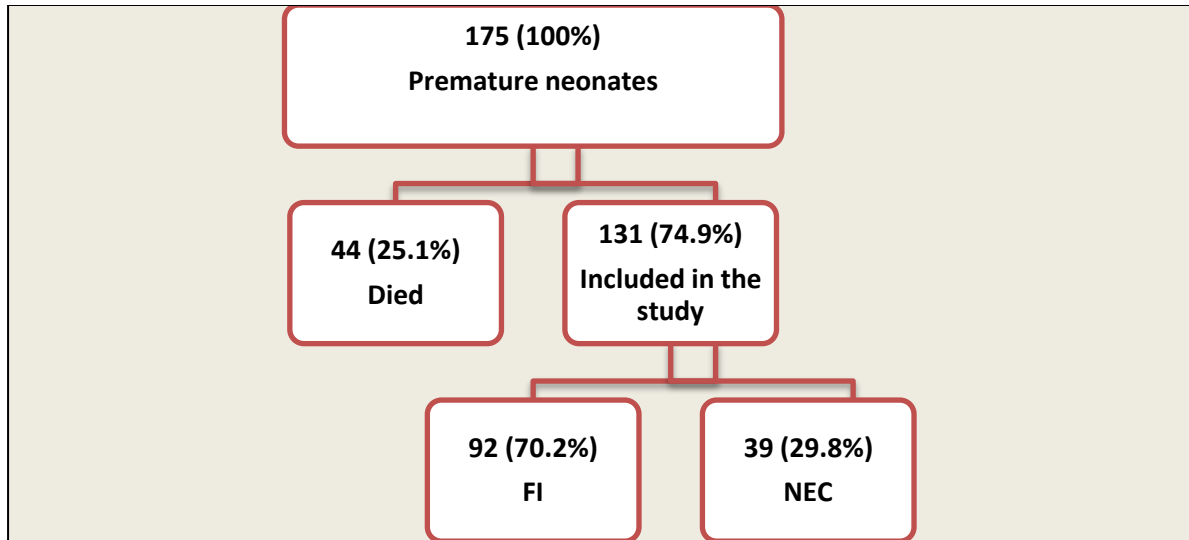 175 (100%)
Premature neonates
44 (25.1%)
Died
131 (74.9%)
Included in the
study
92 (70.2%)
FI
39 (29.8%)
NEC